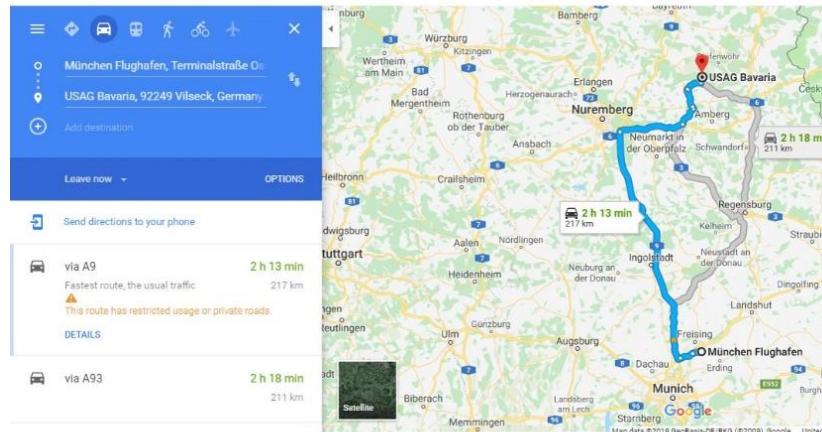 München Flughafen, Terminalstraße Os
USAG Bavaria, 92249 Vilseck, Germany
Add destination
Leave now
OPTIONS
Send directions to your phone
via A9
2 h 13 min
Fastest route, the usual traffic
217 km
This route has restricted usage or private roads.
DETAILS
via A93
2 h 18 min
211 km
Bamberg
Würzburg
Kitzingen
Wertheim
am Main
Erlangen
USAG Bavaria
Bad
Mergentheim
Herzogenaurach
Nuremberg
Rothenburg
ob der Tauber
Amberg
Ansbach
Neumarkt in
der Oberpfalz
Schwandorf
2 h 18 m
211 km
Heilbronn
Crailsheim
Regensburg
2 h 13 min
217 km
Kelheim
Straubi
dwigsburg
tuttgart
Aalen
Nördlingen
Ingolstadt
Neustadt an
der Donau
Heidenheim
Neuburg an
der Donau
Dingolfing
Landshut
Reutlingen
Günzburg
Ulm
Augsburg
Freising
München Flughafen
Dachau
Erding
Munich
Biberach
Landsberg
am Lech
Starnberg
Memmingen
Satellite
Google